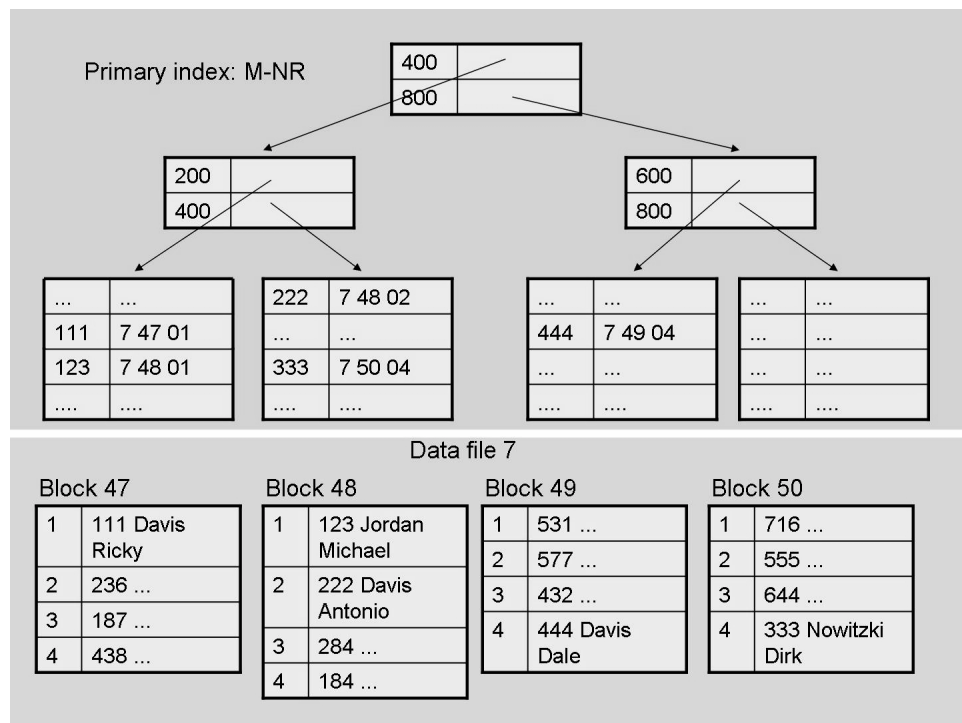 Primary index: M-NR
400
800
200
400
600
800
... ...
111 7 47 01
123 7 48 01
.... ....
222 7 48 02
... ...
333 7 50 04
.... ....
... ...
444 7 49 04
... ...
.... ....
... ...
... ...
... ...
.... ....
Data file 7
Block 47
1 111 Davis
Ricky
2 236 ...
3 187 ...
4 438 ...
Block 48
1 123 Jordan
Michael
2 222 Davis
Antonio
3 284 ...
4 184 ...
Block 49
1 531 ...
2 577 ...
3 432 ...
4 444 Davis
Dale
Block 50
1 716 ...
2 555 ...
3 644 ...
4 333 Nowitzki
Dirk